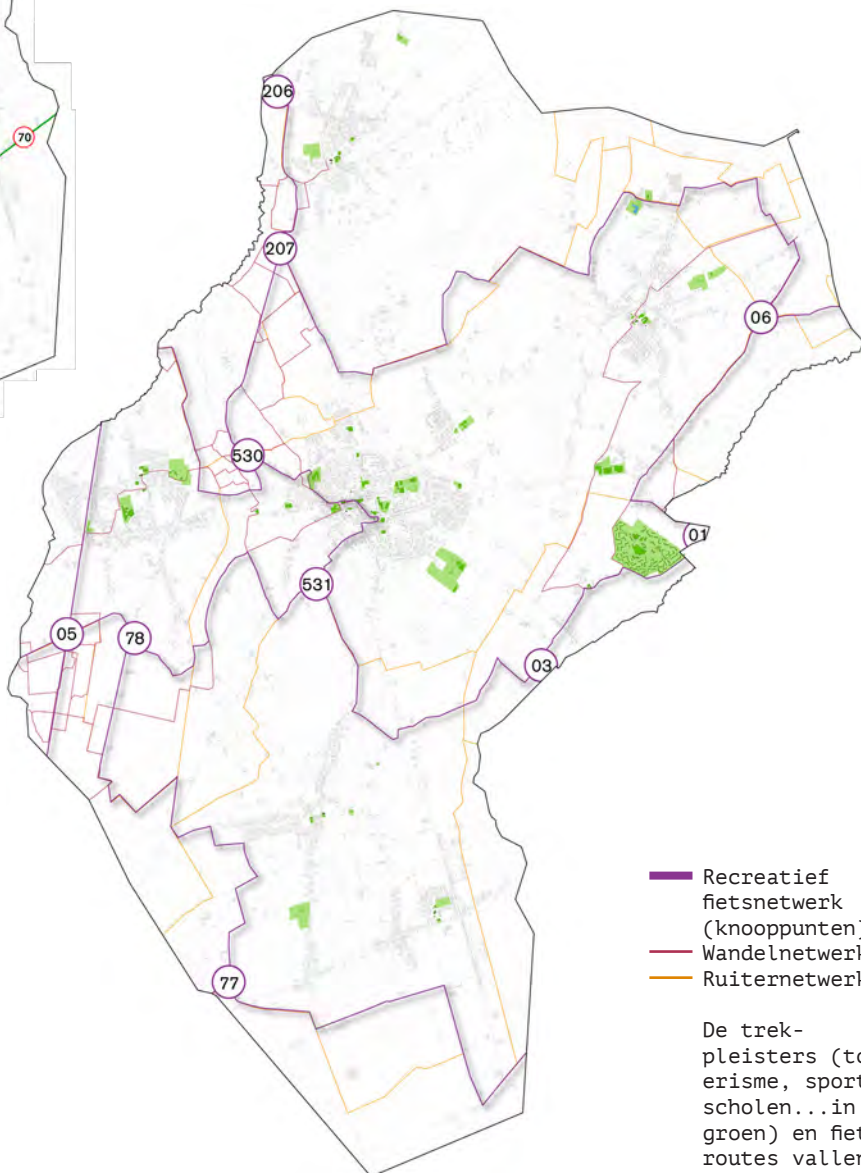 206
70
207
06
530
01
531
05
78
03
77
Recreatief
fietsnetwerk
(knooppunten)
Wandelnetwerk
Ruiternetwerk
De trek-
pleisters (to
erisme, sport
scholen...in
groen) en fiet
routes vallen